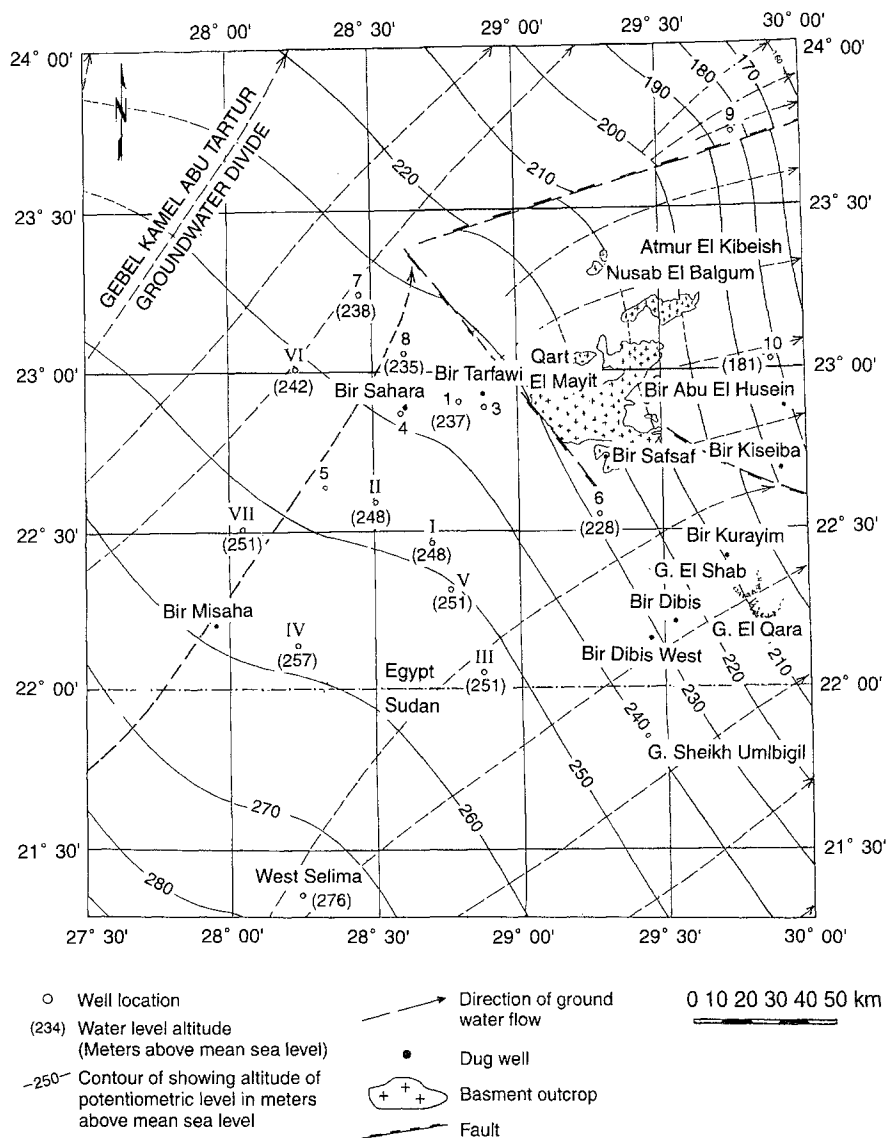 27° 30'
28° 00'
28° 30'
29° 00'
29° 30'
30° 00'
24° 00'
24° 00'
N
190
180
170
160
9
200
220
210
GEBEL KAMEL ABU TARTUR
GROUNDWATER DIVIDE
23° 30'
23° 30'
Atmur El Kibeish
Nusab El Balgum
7
(238)
8
(235)
VI
(242)
Qart
El Mayit
10
(181)
23° 00'
23° 00'
Bir Tarfawi
Bir Sahara
Bir Abu El Husein
1
(237)
3
4
Bir Kiseiba
Bir Safsaf
5
II
(248)
6
(228)
VII
(251)
22° 30'
22° 30'
I
(248)
Bir Kurayim
G. El Shab
V
(251)
Bir Dibis
G. El Qara
Bir Misaha
IV
(257)
Bir Dibis West
III
(251)
Egypt
Sudan
22° 00'
22° 00'
210
220
230
240
G. Sheikh Umlbigil
250
260
270
280
21° 30'
21° 30'
West Selima
(276)
27° 30'
28° 00'
28° 30'
29° 00'
29° 30'
30° 00'
Well location
(234) Water level altitude
(Meters above mean sea level)
-250- Contour of showing altitude of
potentiometric level in meters
above mean sea level
Direction of ground
water flow
Dug well
Basment outcrop
Fault
0 10 20 30 40 50 km